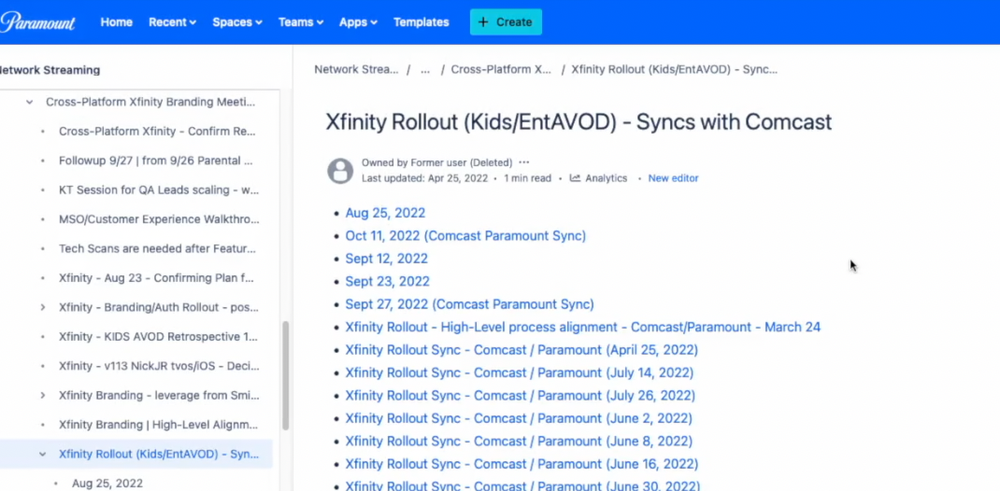 Paramount Home Recent Spaces Teams Apps Templates + Create
etwork Streaming
Cross-Platform Xfinity Branding Meeti...
Cross-Platform Xfinity - Confirm Re...
Followup 9/27 | from 9/26 Parental ...
KT Session for QA Leads scaling - w...
MSO/Customer Experience Walkthro...
Tech Scans are needed after Featur...
Xfinity - Aug 23 - Confirming Plan f...
Xfinity - Branding/Auth Rollout - pos...
Xfinity - KIDS AVOD Retrospective 1...
Xfinity - v113 NickJR tvos/iOS - Deci...
Xfinity Branding - leverage from Smi...
Xfinity Branding | High-Level Alignm...
Xfinity Rollout (Kids/EntAVOD) - Syn...
Aug 25, 2022
Network Strea... / ... / Cross-Platform X... / Xfinity Rollout (Kids/EntAVOD) - Sync...
Xfinity Rollout (Kids/EntAVOD) - Syncs with Comcast
Owned by Former user (Deleted) ...
Last updated: Apr 25, 2022 • 1 min read • Analytics • New editor
• Aug 25, 2022
• Oct 11, 2022 (Comcast Paramount Sync)
• Sept 12, 2022
• Sept 23, 2022
• Sept 27, 2022 (Comcast Paramount Sync)
• Xfinity Rollout - High-Level process alignment - Comcast/Paramount - March 24
• Xfinity Rollout Sync - Comcast / Paramount (April 25, 2022)
• Xfinity Rollout Sync - Comcast / Paramount (July 14, 2022)
• Xfinity Rollout Sync - Comcast / Paramount (July 26, 2022)
• Xfinity Rollout Sync - Comcast / Paramount (June 2, 2022)
• Xfinity Rollout Sync - Comcast / Paramount (June 8, 2022)
• Xfinity Rollout Sync - Comcast / Paramount (June 16, 2022)
• Xfinity Rollout Sync - Comcast / Paramount (June 30, 2022)